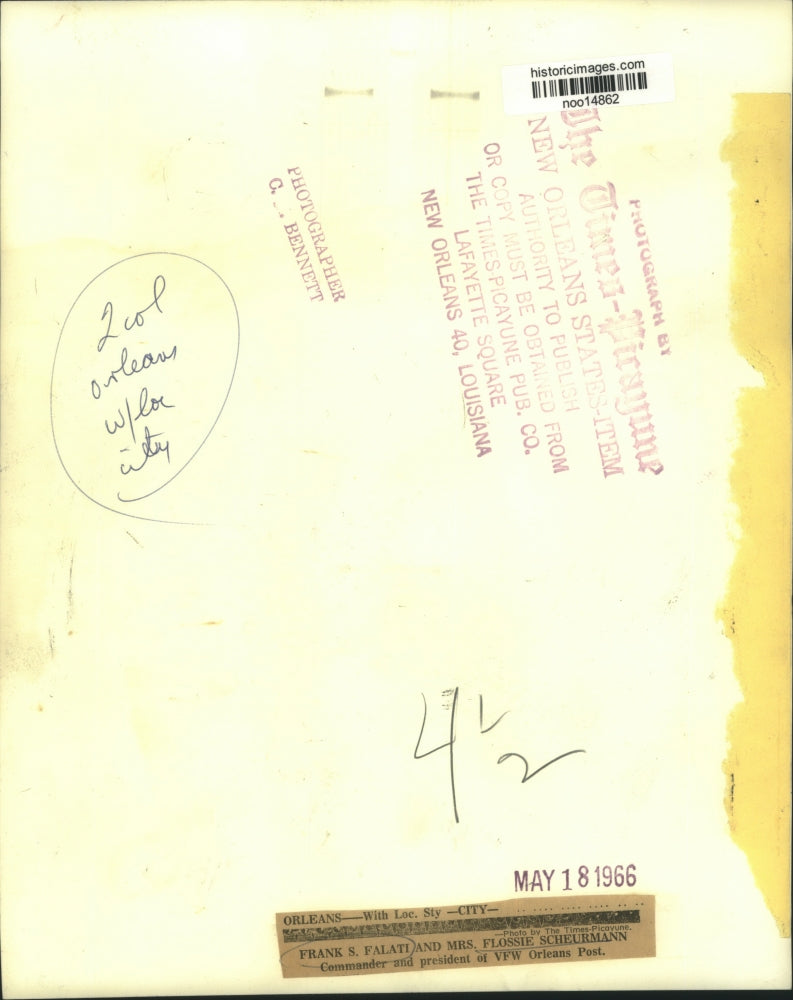 historicimages.com
noo14862
PHOTOGRAPH BY
The Times-Picayune
NEW ORLEANS STATES-ITEM
AUTHORITY TO PUBLISH
OR COPY MUST BE OBTAINED FROM
THE TIMES-PICAYUNE PUB. CO.
LAFAYETTE SQUARE
NEW ORLEANS 40, LOUISIANA
PHOTOGRAPHER
C. BENNETT
2 col
orleans
w/loc
city
4 1/2
MAY 18 1966
ORLEANS—With Loc. Sty —CITY—
—Photo by The Times-Picayune.
FRANK S. FALATI AND MRS. FLOSSIE SCHEURMANN
Commander and president of VFW Orleans Post.